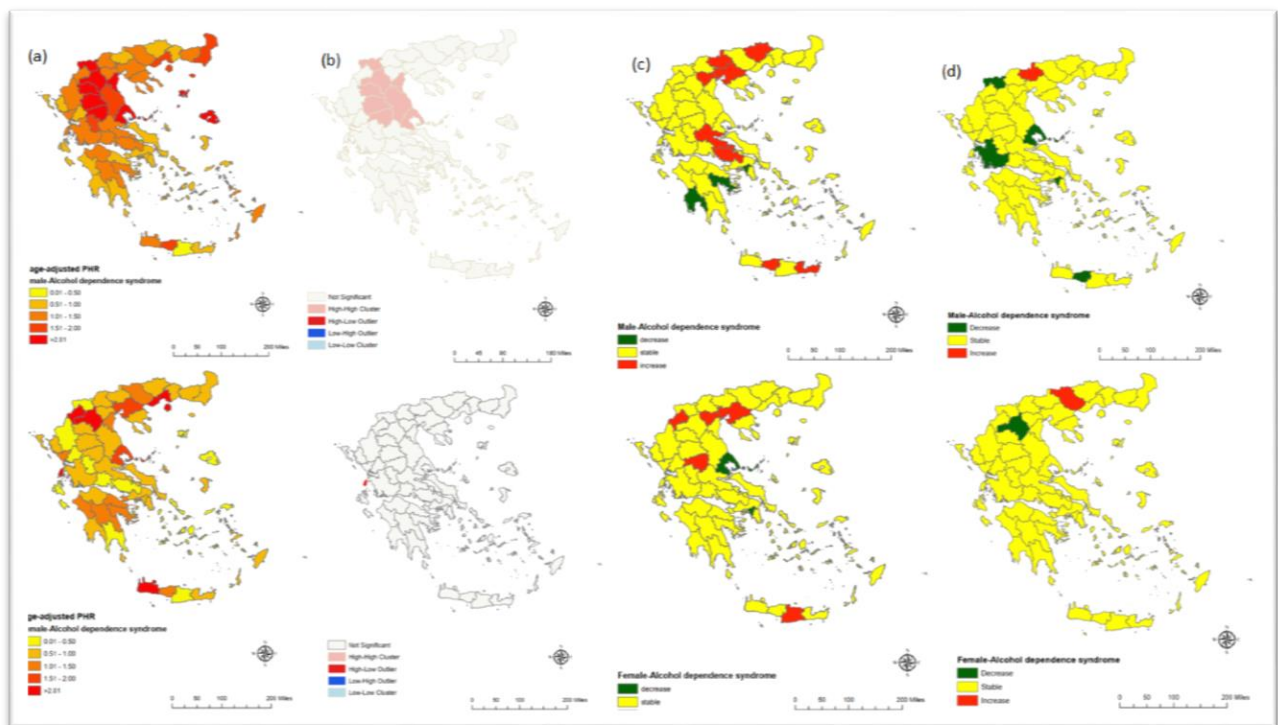 (a)
(b)
(c)
(d)
age-adjusted PHR
male-Alcohol dependence syndrome
0.01 - 0.50
0.51 - 1.00
1.01 - 1.50
1.51 - 2.00
>2.01
0 50 100 200 Miles
Not Significant
High-High Cluster
High-Low Outlier
Low-High Outlier
Low-Low Cluster
0 45 90 180 Miles
Male-Alcohol dependence syndrome
decrease
stable
increase
0 50 100 200 Miles
Male-Alcohol dependence syndrome
Decrease
Stable
Increase
0 50 100 200 Miles
ge-adjusted PHR
male-Alcohol dependence syndrome
0.01 - 0.50
0.51 - 1.00
1.01 - 1.50
1.51 - 2.00
>2.01
0 50 100 200 Miles
Not Significant
High-High Cluster
High-Low Outlier
Low-High Outlier
Low-Low Cluster
0 50 100 200 Miles
Female-Alcohol dependence syndrome
decrease
stable
0 50 100 200 Miles
Female-Alcohol dependence syndrome
Decrease
Stable
Increase
0 50 100 200 Miles